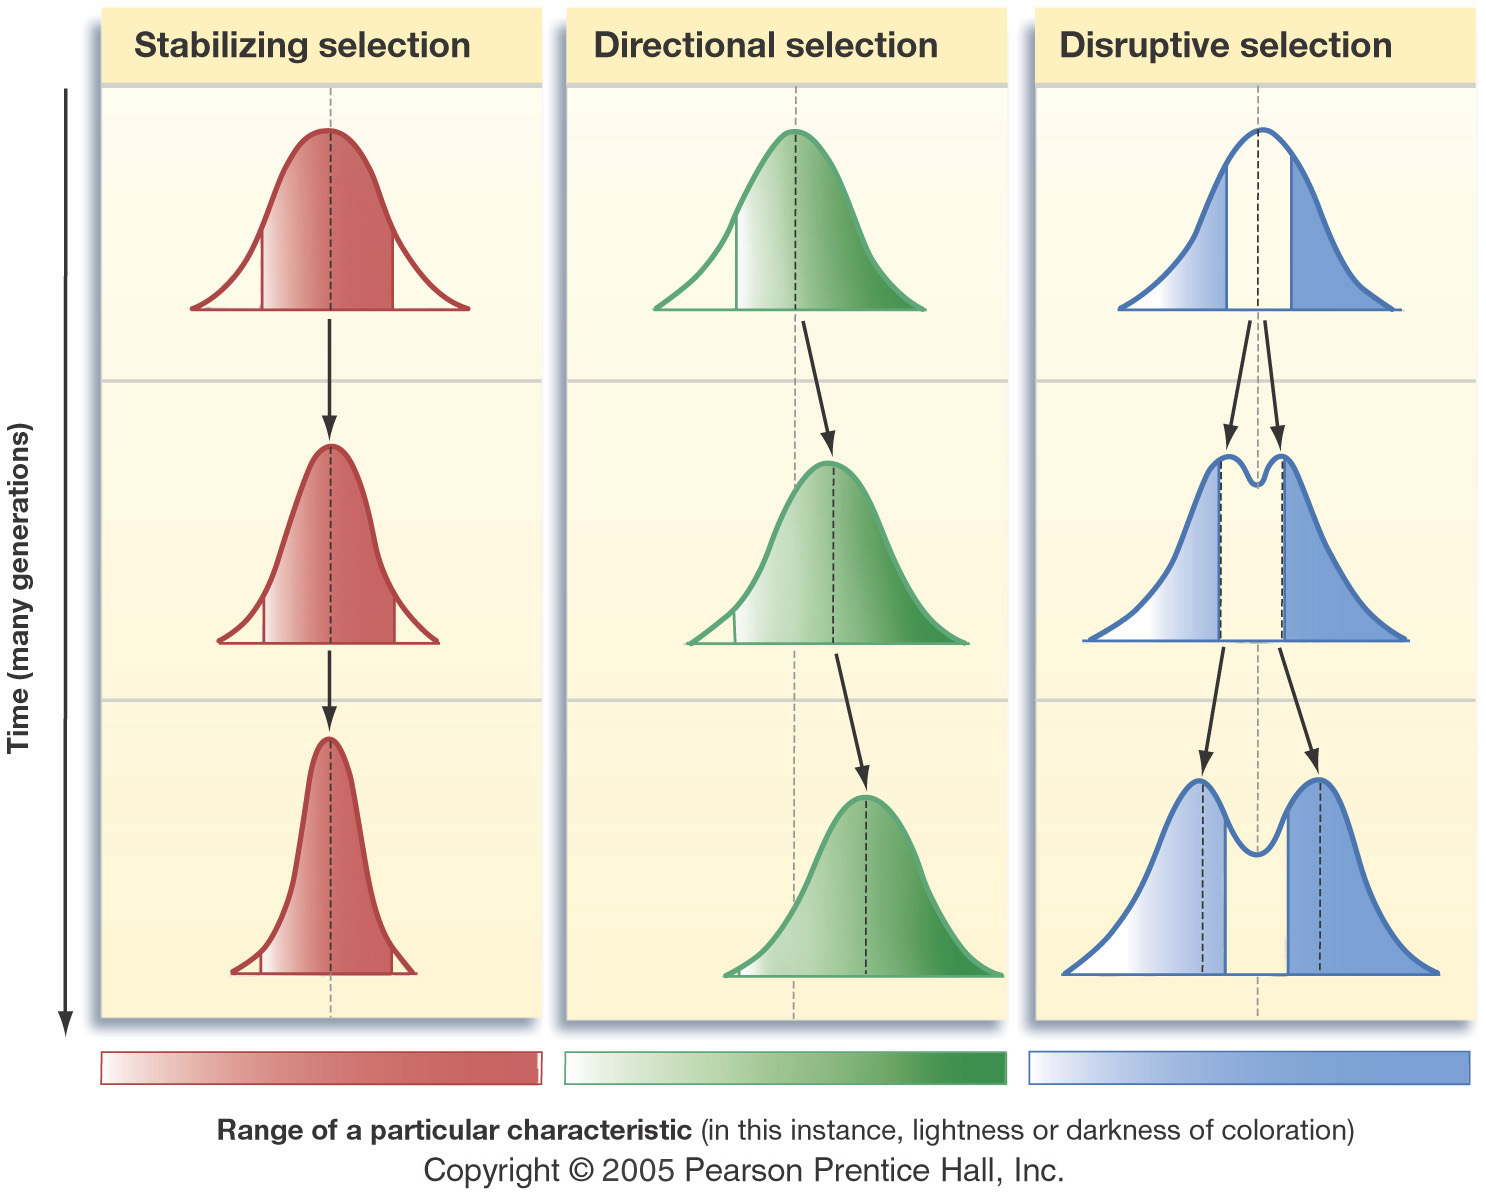 Stabilizing selection
Directional selection
Disruptive selection
Time (many generations)
Range of a particular characteristic (in this instance, lightness or darkness of coloration)
Copyright © 2005 Pearson Prentice Hall, Inc.